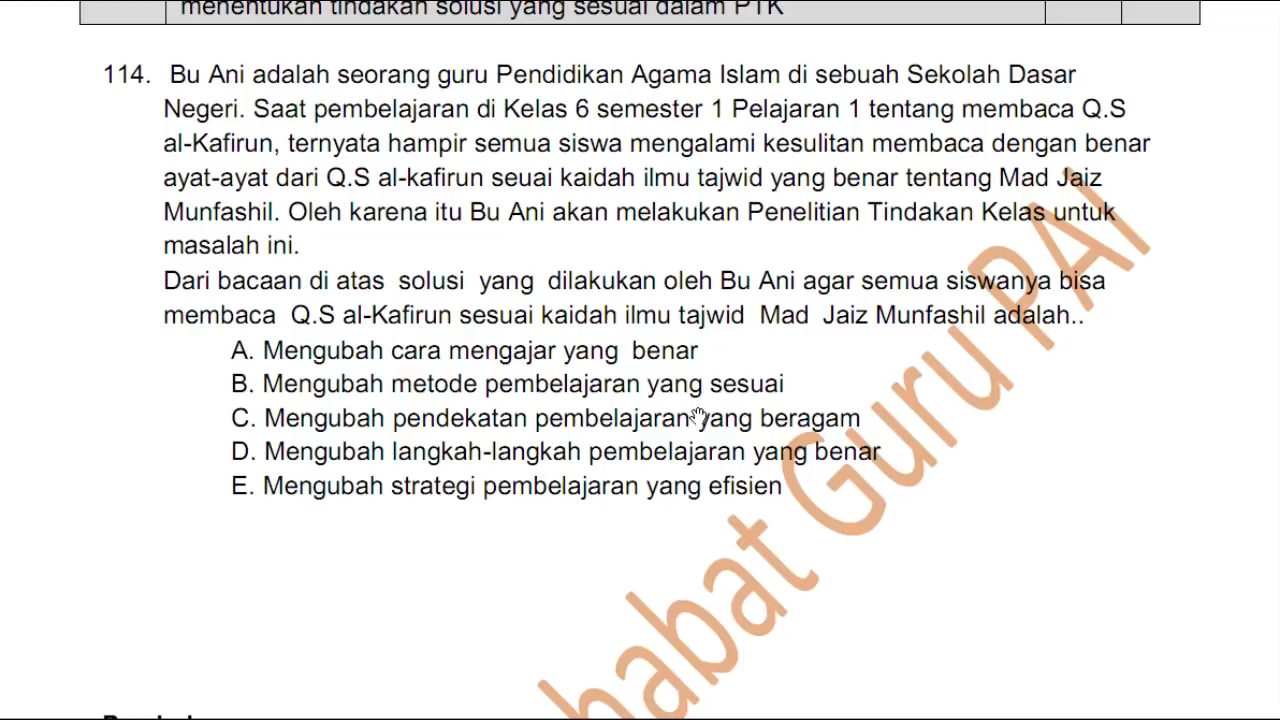 menentukan tindakan solusi yang sesuai dalam PTK
114. Bu Ani adalah seorang guru Pendidikan Agama Islam di sebuah Sekolah Dasar
Negeri. Saat pembelajaran di Kelas 6 semester 1 Pelajaran 1 tentang membaca Q.S
al-Kafirun, ternyata hampir semua siswa mengalami kesulitan membaca dengan benar
ayat-ayat dari Q.S al-kafirun seuai kaidah ilmu tajwid yang benar tentang Mad Jaiz
Munfashil. Oleh karena itu Bu Ani akan melakukan Penelitian Tindakan Kelas untuk
masalah ini.
Dari bacaan di atas solusi yang dilakukan oleh Bu Ani agar semua siswanya bisa
membaca Q.S al-Kafirun sesuai kaidah ilmu tajwid Mad Jaiz Munfashil adalah..
A. Mengubah cara mengajar yang benar
B. Mengubah metode pembelajaran yang sesuai
C. Mengubah pendekatan pembelajaran yang beragam
D. Mengubah langkah-langkah pembelajaran yang benar
E. Mengubah strategi pembelajaran yang efisien
habat Guru PAI